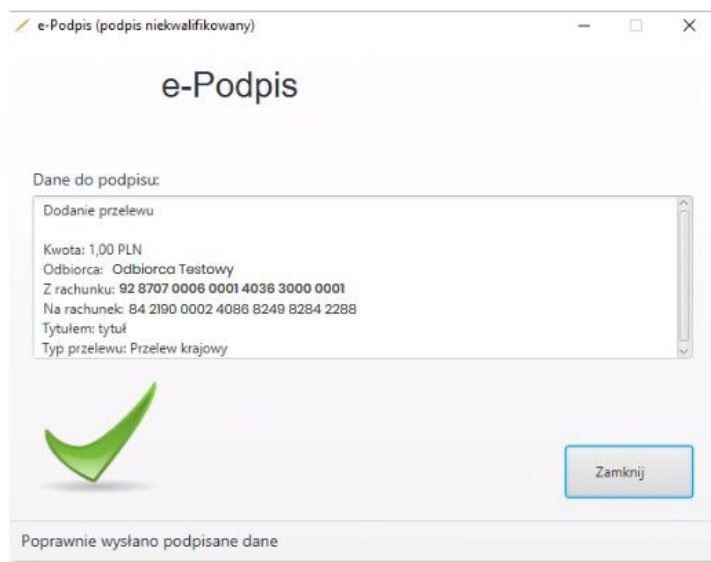 e-Podpis (podpis niekwalifikowany)
e-Podpis
Dane do podpisu:
Dodanie przelewu
Kwota: 1,00 PLN
Odbiorca: Odbiorca Testowy
Z rachunku: 92 8707 0006 0001 4036 3000 0001
Na rachunek: 84 2190 0002 4086 8249 8284 2288
Tytułem: tytuł
Typ przelewu: Przelew krajowy
Zamknij
Poprawnie wysłano podpisane dane